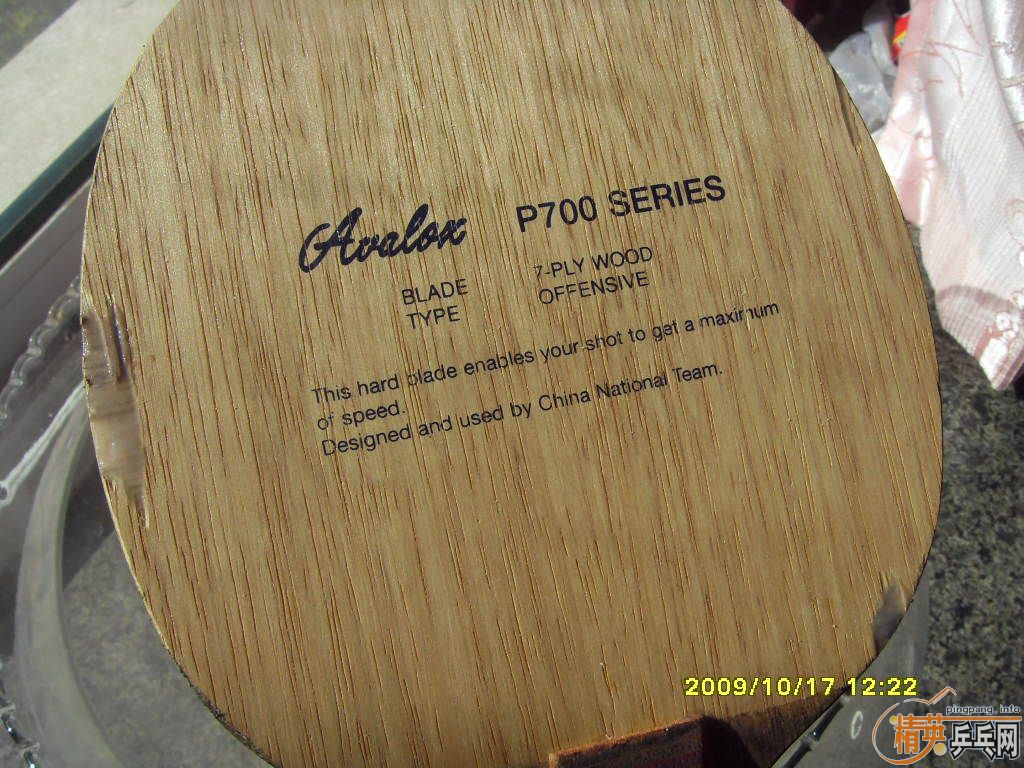 Avalox P700 SERIES
BLADE 7-PLY WOOD
TYPE OFFENSIVE
This hard blade enables your shot to get a maximum
of speed.
Designed and used by China National Team.
2009/10/17 12:22
pingpang.info
精英乒乓网